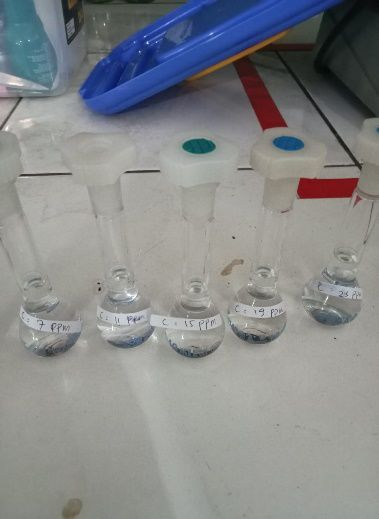 C = 7 PPM
C = 11 PPM
C = 15 PPM
C = 19 PPM
C = 23 PPM